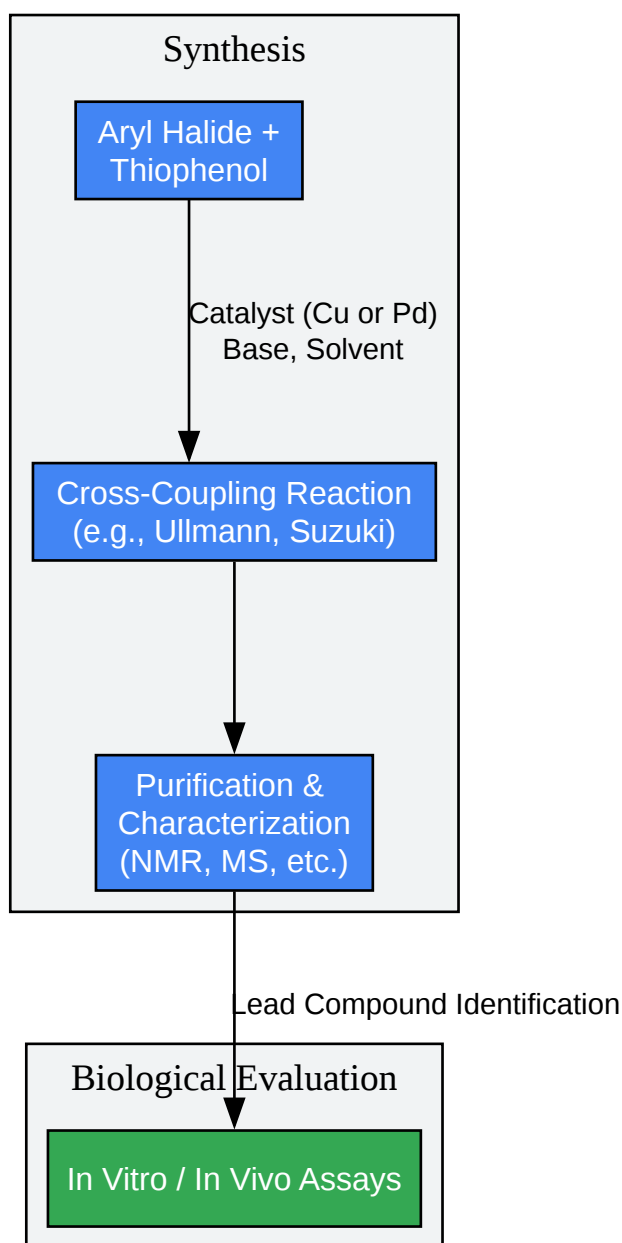 Synthesis
Aryl Halide +
Thiophenol
Catalyst (Cu or Pd)
Base, Solvent
Cross-Coupling Reaction
(e.g., Ullmann, Suzuki)
Purification &
Characterization
(NMR, MS, etc.)
Lead Compound Identification
Biological Evaluation
In Vitro / In Vivo Assays